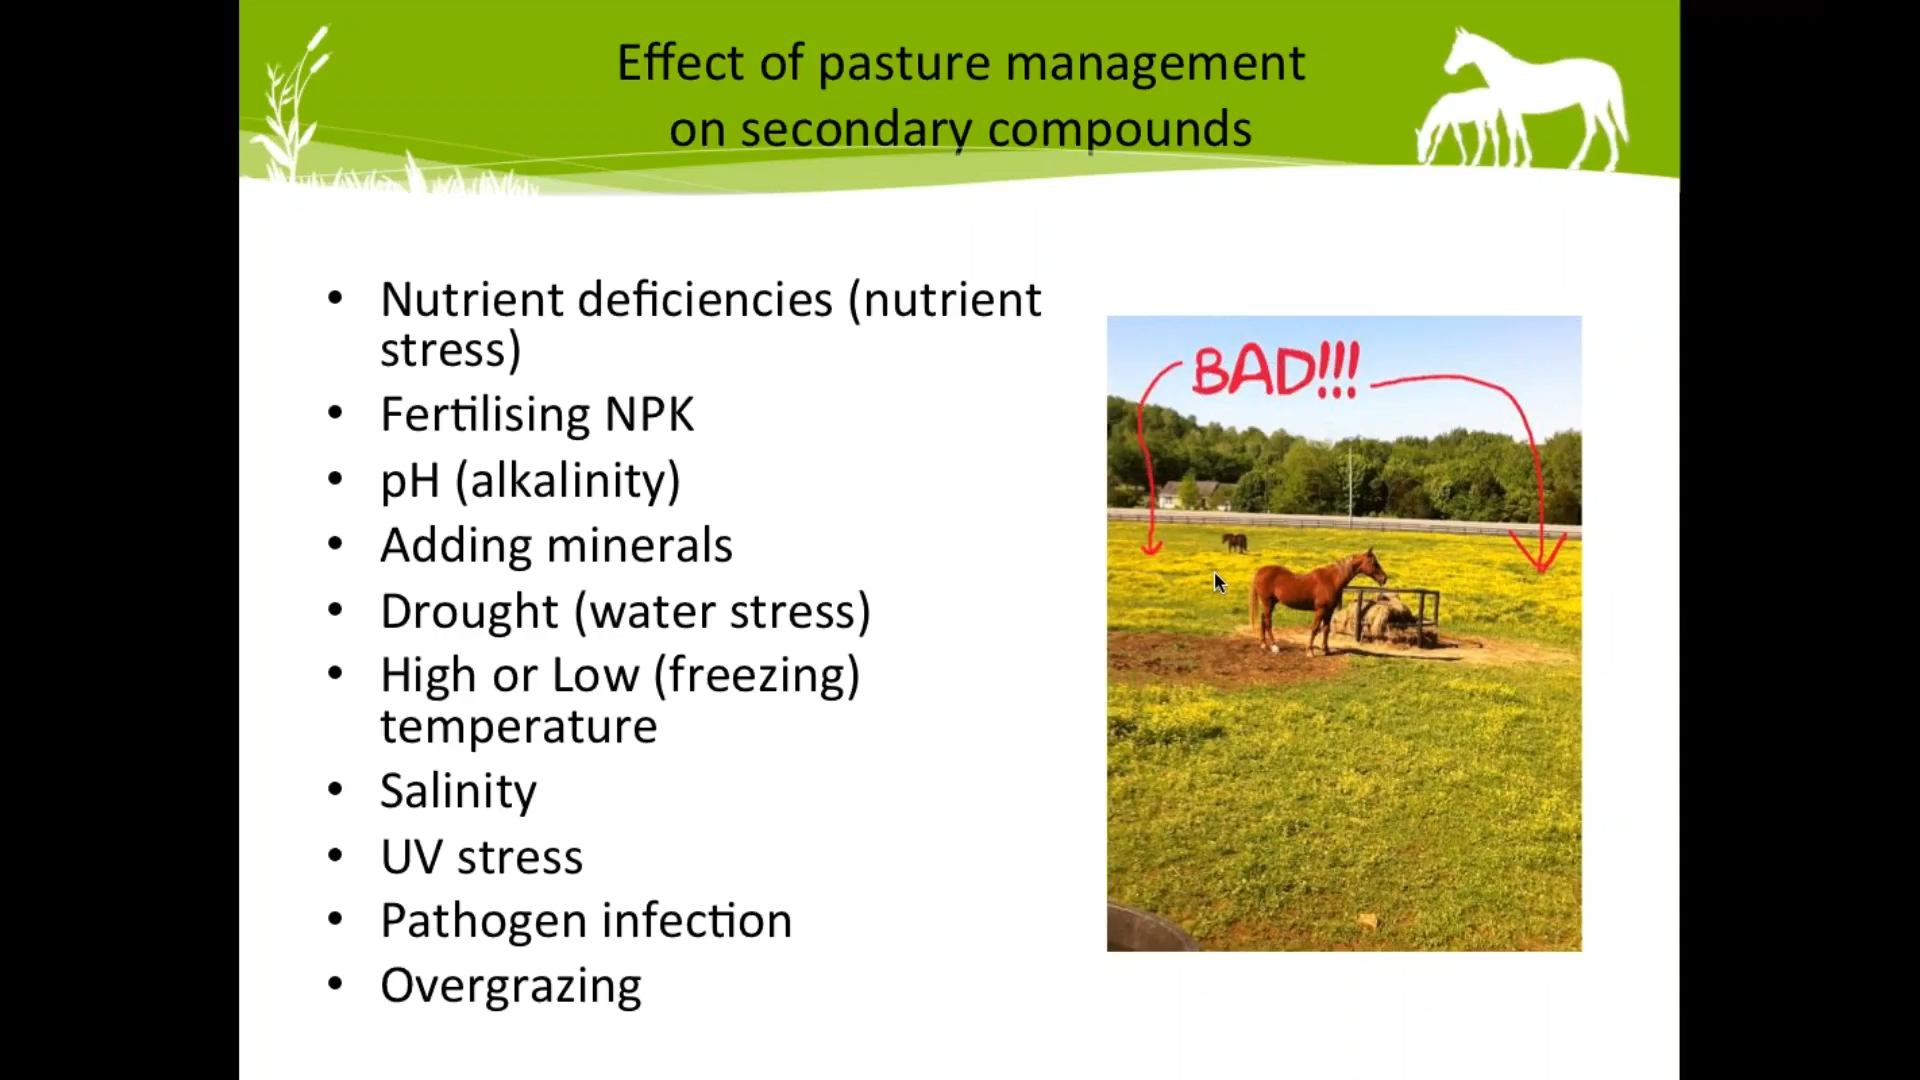 Effect of pasture management
on secondary compounds
• Nutrient deficiencies (nutrient
stress)
• Fertilising NPK
• pH (alkalinity)
• Adding minerals
• Drought (water stress)
• High or Low (freezing)
temperature
• Salinity
• UV stress
• Pathogen infection
• Overgrazing
BAD!!!